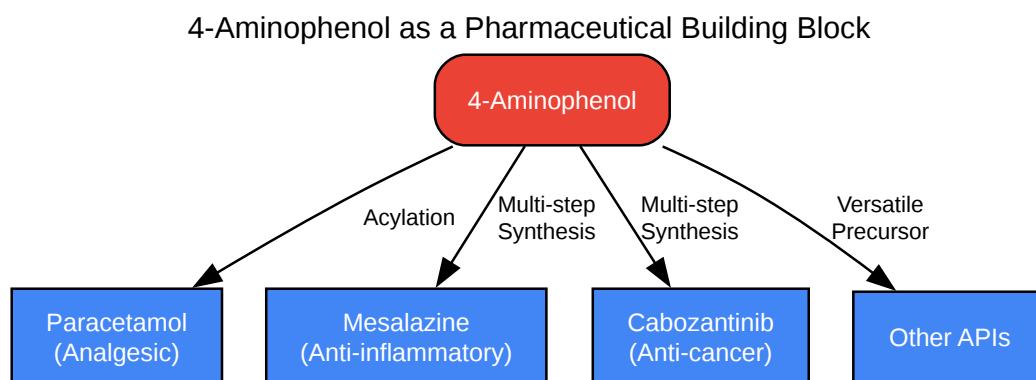 4-Aminophenol as a Pharmaceutical Building Block
4-Aminophenol
Acylation
Multi-step
Synthesis
Multi-step
Synthesis
Versatile
Precursor
Paracetamol
(Analgesic)
Mesalazine
(Anti-inflammatory)
Cabozantinib
(Anti-cancer)
Other APIs